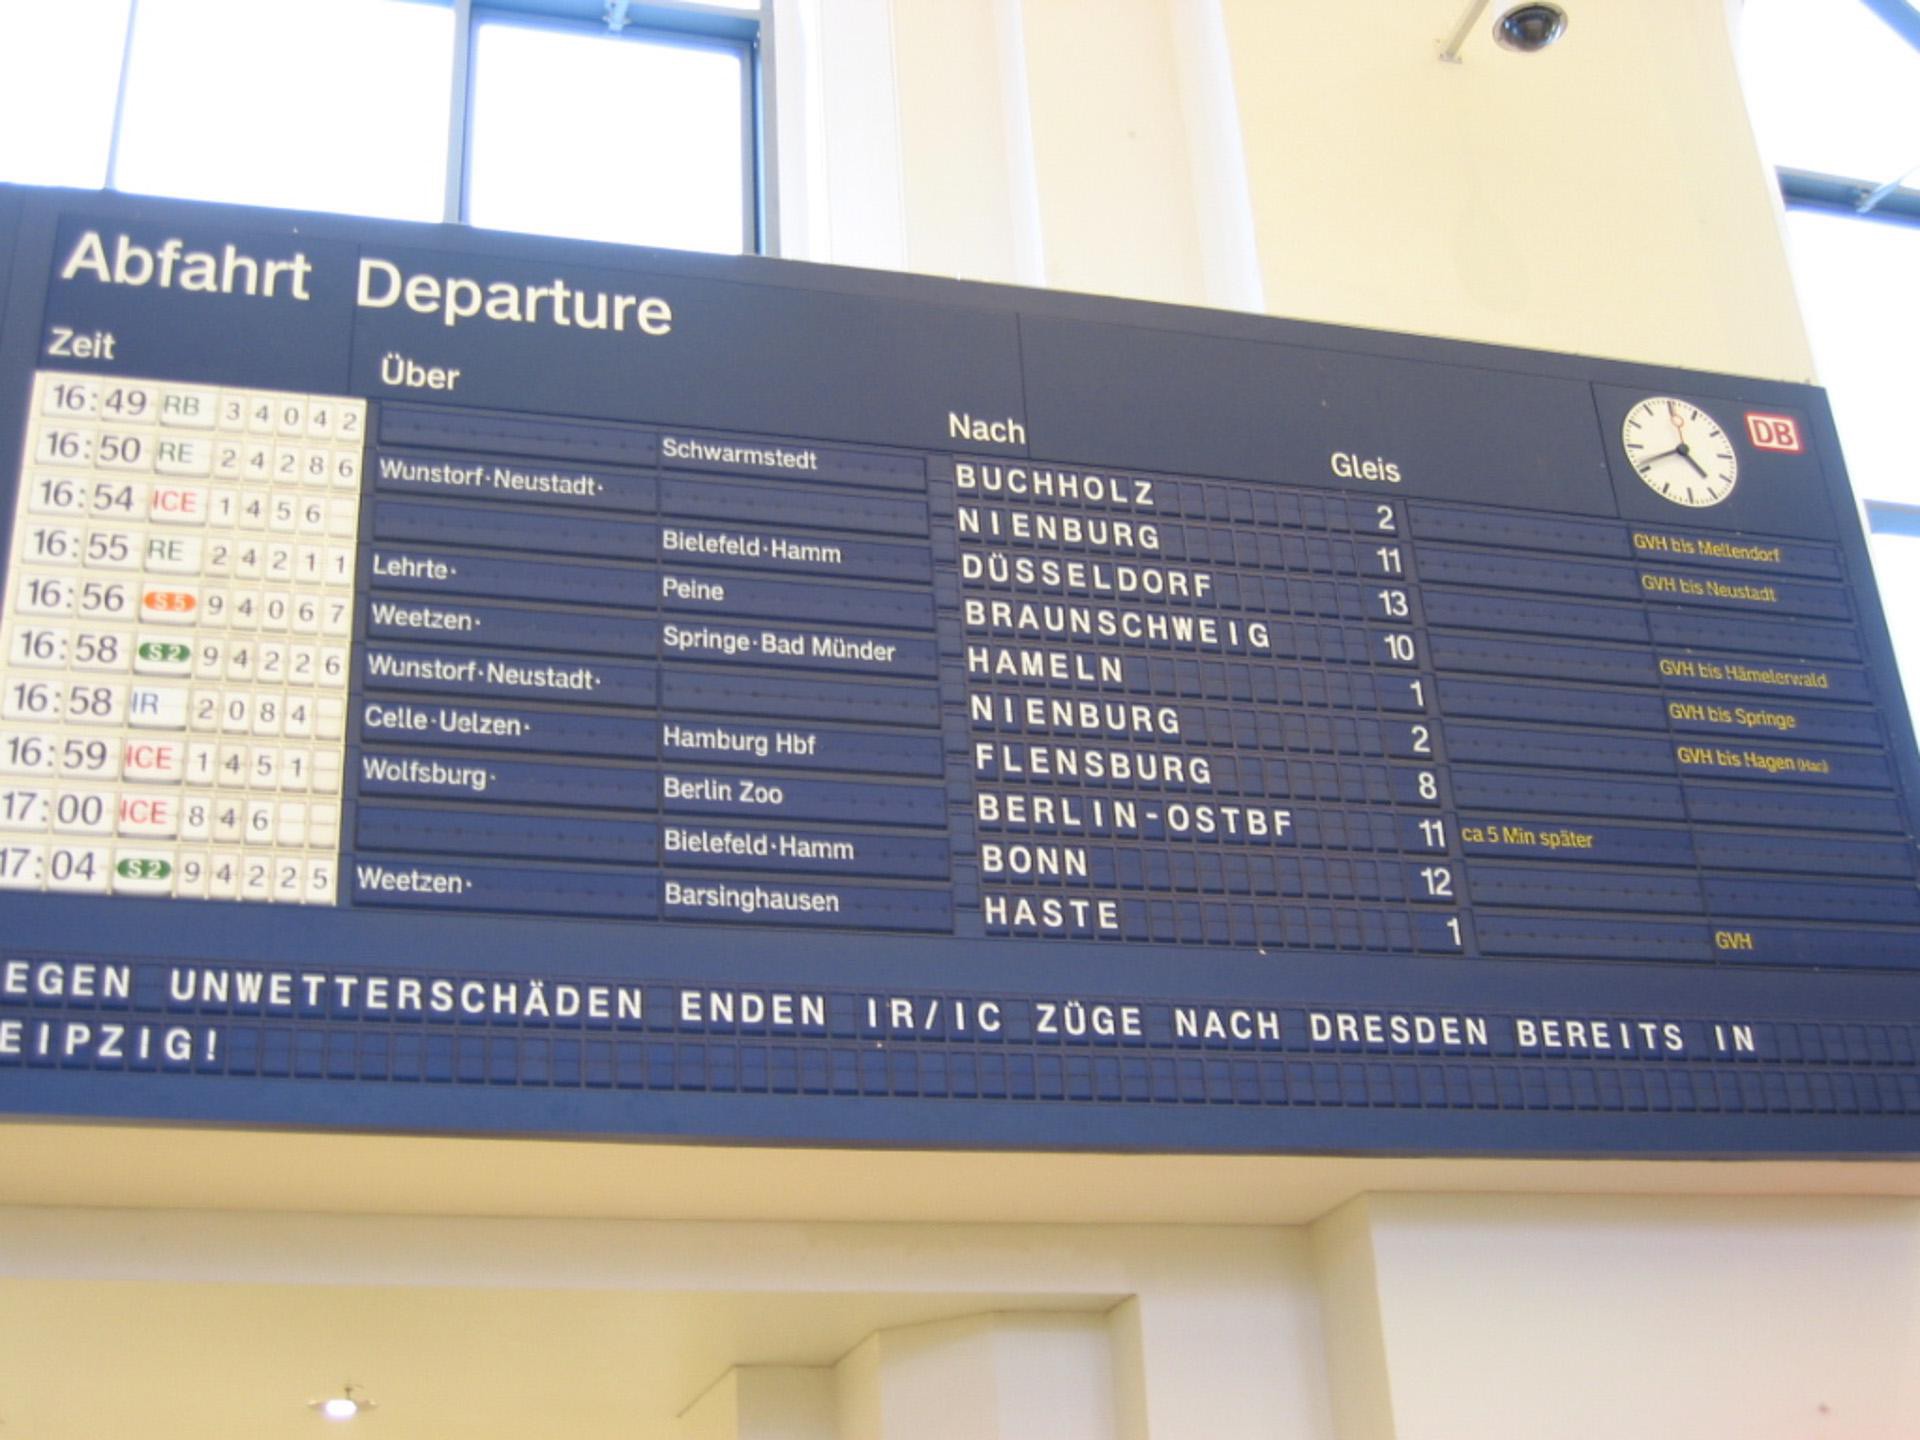 Abfahrt Departure
Zeit Über Nach Gleis DB
16:49 RB 34042 Schwarmstedt BUCHHOLZ 2 GVH bis Mellendorf
16:50 RE 24286 Wunstorf·Neustadt· NIENBURG 11 GVH bis Neustadt
16:54 ICE 1456 Bielefeld·Hamm DÜSSELDORF 13
16:55 RE 24211 Lehrte· Peine BRAUNSCHWEIG 10 GVH bis Hämelerwald
16:56 S5 94067 Weetzen· Springe·Bad Münder HAMELN 1 GVH bis Springe
16:58 S2 94226 Wunstorf·Neustadt· NIENBURG 2 GVH bis Hagen (Han)
16:58 IR 2084 Celle·Uelzen· Hamburg Hbf FLENSBURG 8
16:59 ICE 1451 Wolfsburg· Berlin Zoo BERLIN-OSTBF 11 ca 5 Min später
17:00 ICE 846 Bielefeld·Hamm BONN 12
17:04 S2 94225 Weetzen· Barsinghausen HASTE 1 GVH
EGEN UNWETTERSCHÄDEN ENDEN IR/IC ZÜGE NACH DRESDEN BEREITS IN
EIPZIG!